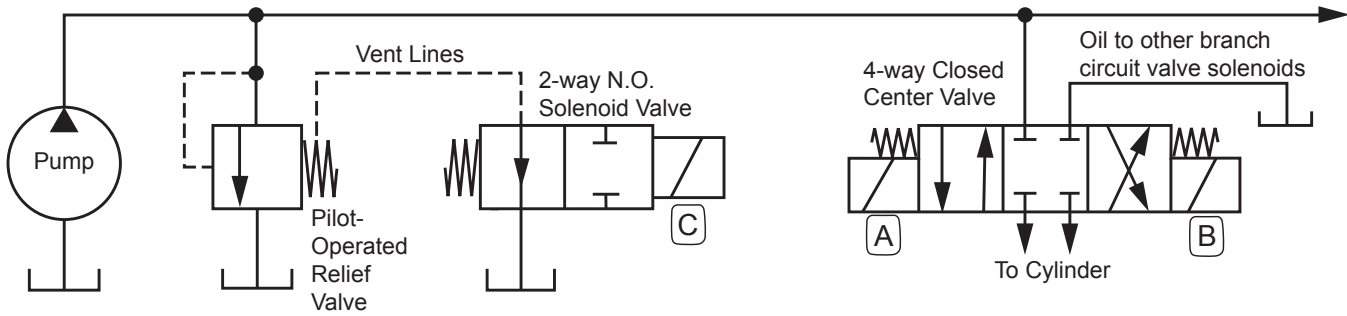 Vent Lines
2-way N.O.
Solenoid Valve
4-way Closed
Center Valve
Oil to other branch
circuit valve solenoids
Pump
Pilot-
Operated
Relief
Valve
C
A
B
To Cylinder